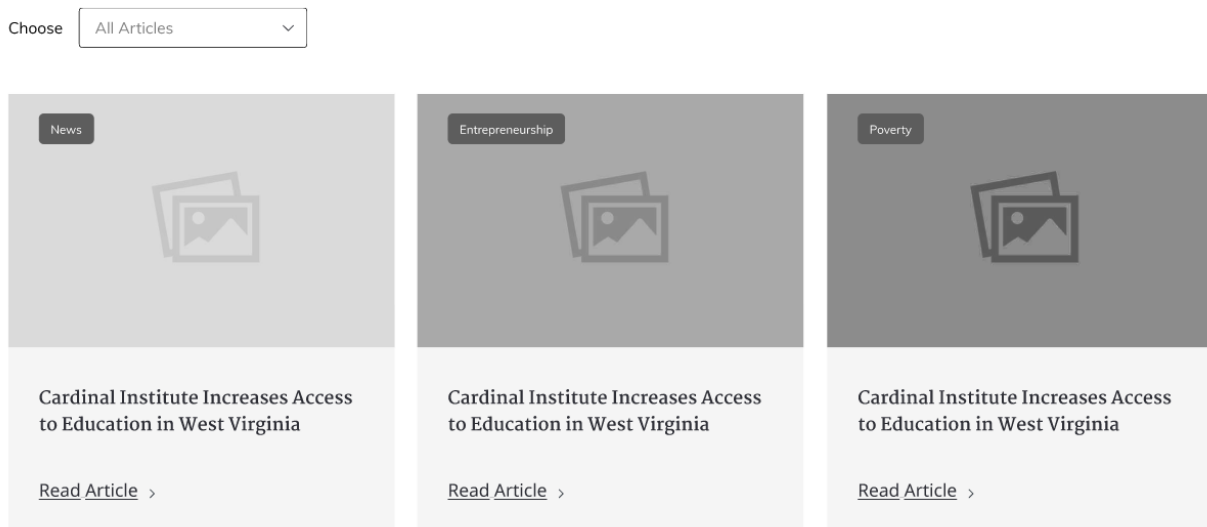 Choose
All Articles
News
Entrepreneurship
Poverty
Cardinal Institute Increases Access
to Education in West Virginia
Read Article
Cardinal Institute Increases Access
to Education in West Virginia
Read Article
Cardinal Institute Increases Access
to Education in West Virginia
Read Article